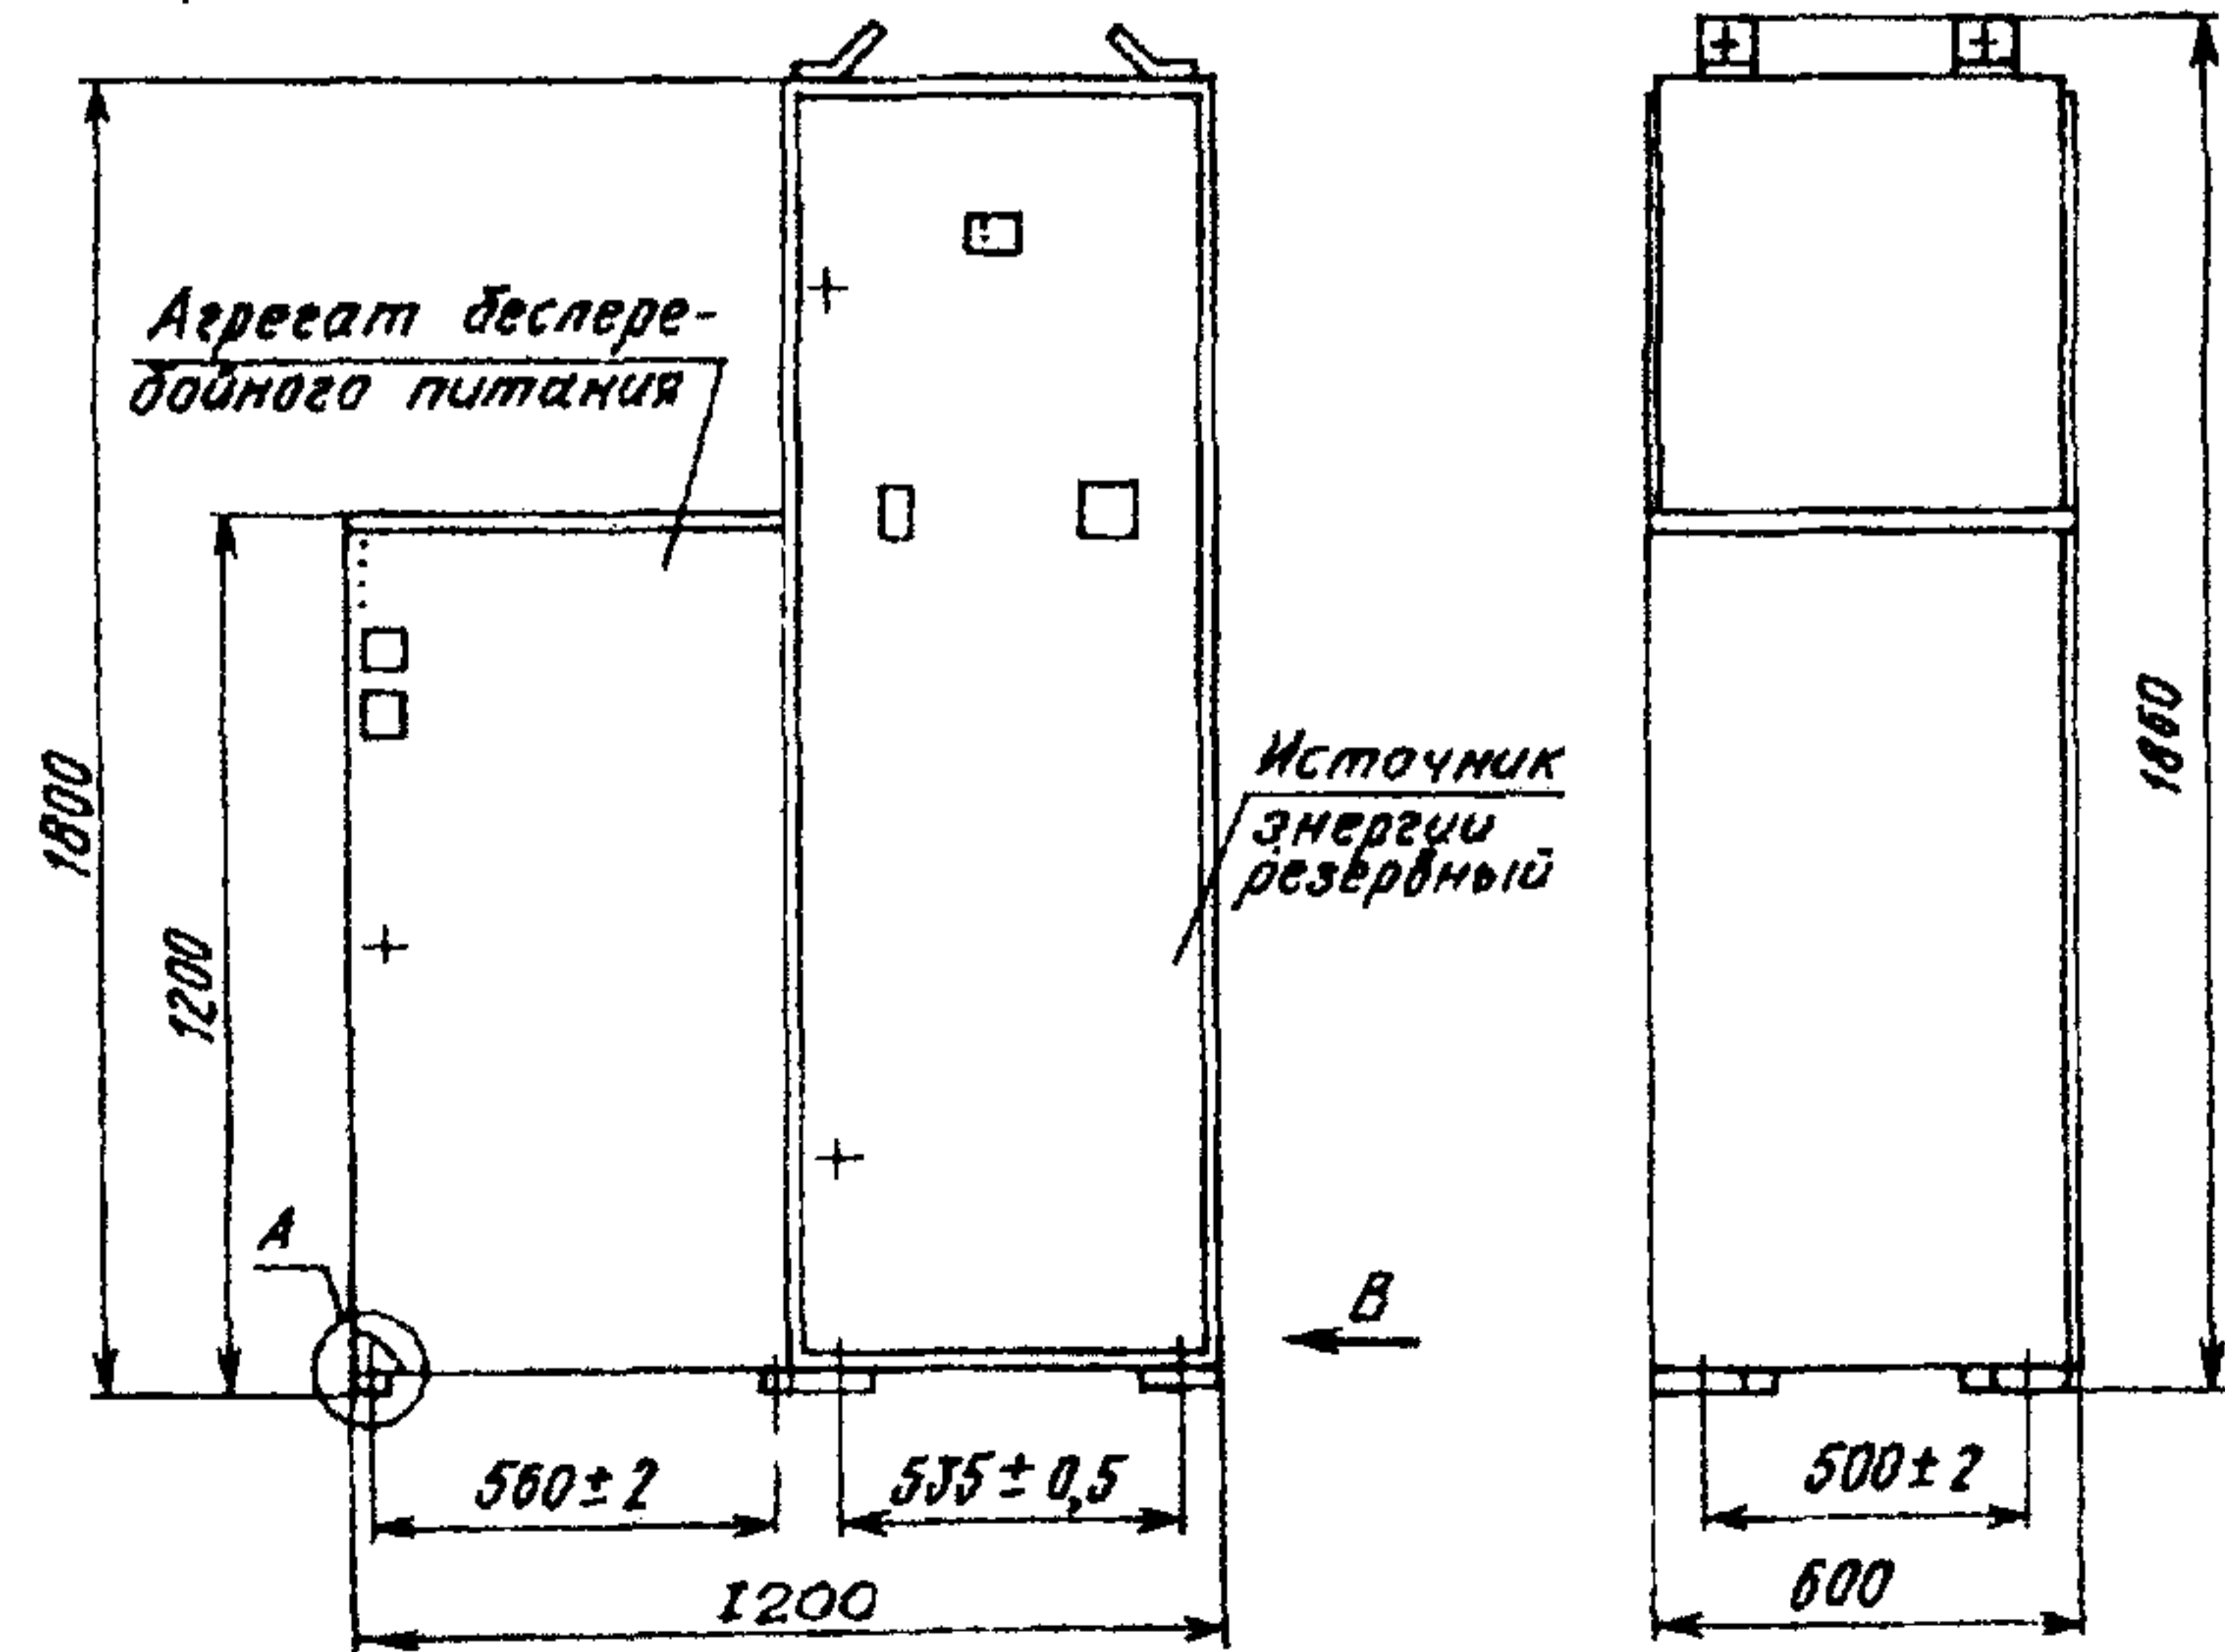 Агрегат беспере-
бойного питания
1800
1200
Источник
энергии
резервный
1860
А
В
560±2
535±0,5
1200
500±2
600